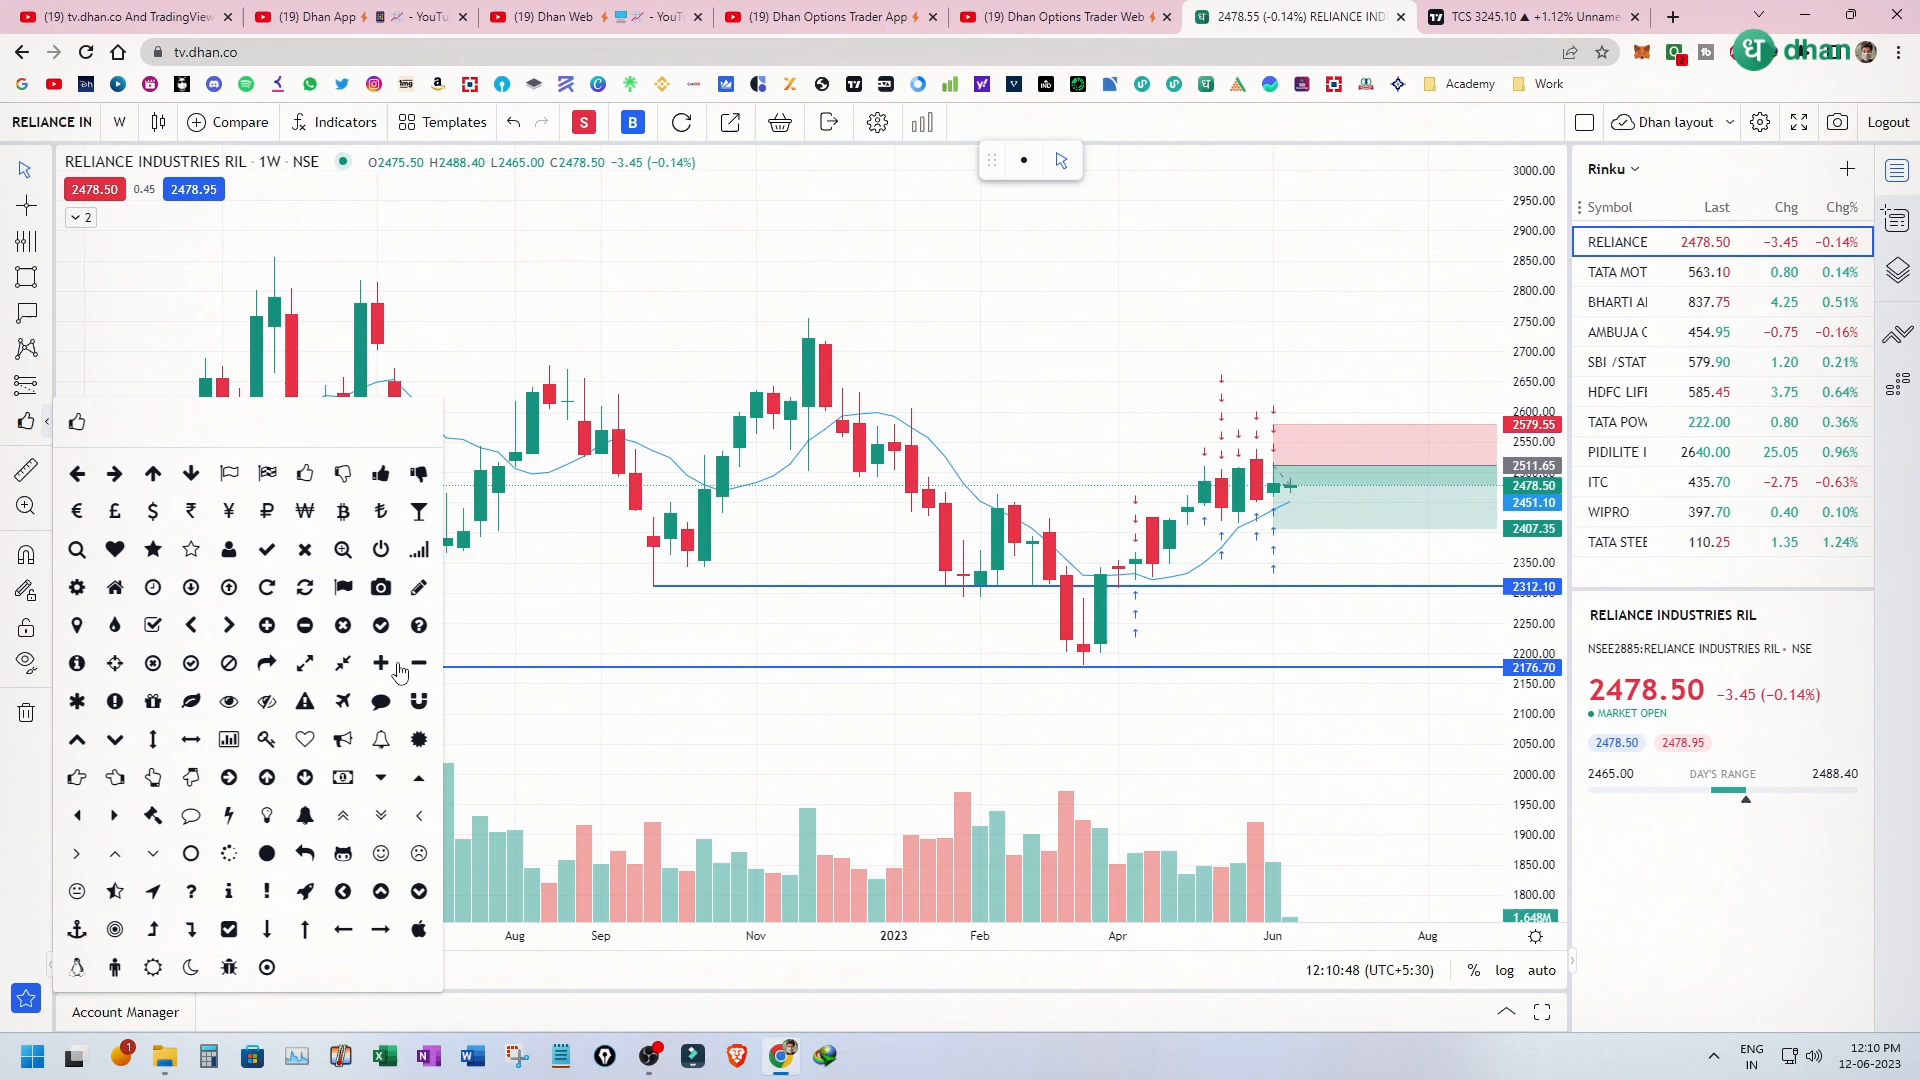 (19) tv.dhan.co And TradingView
(19) Dhan App - YouTu
(19) Dhan Web - YouTu
(19) Dhan Options Trader App
(19) Dhan Options Trader Web
2478.55 (-0.14%) RELIANCE IND
TCS 3245.10 ▲ +1.12% Unname
tv.dhan.co
dhan
Academy
Work
RELIANCE IN
W
Compare
Indicators
Templates
S
B
Dhan layout
Logout
RELIANCE INDUSTRIES RIL · 1W · NSE
O2475.50 H2488.40 L2465.00 C2478.50 −3.45 (−0.14%)
2478.50
0.45
2478.95
2
3000.00
2950.00
2900.00
2850.00
2800.00
2750.00
2700.00
2650.00
2600.00
2579.55
2550.00
2511.65
2478.50
2451.10
2407.35
2350.00
2312.10
2250.00
2200.00
2176.70
2150.00
2100.00
2050.00
2000.00
1950.00
1900.00
1850.00
1800.00
1.648M
Aug
Sep
Nov
2023
Feb
Apr
Jun
Aug
12:10:48 (UTC+5:30)
%
log
auto
Account Manager
Rinku
Symbol Last Chg Chg%
RELIANCE 2478.50 −3.45 −0.14%
TATA MOT 563.10 0.80 0.14%
BHARTI AI 837.75 4.25 0.51%
AMBUJA C 454.95 −0.75 −0.16%
SBI /STAT 579.90 1.20 0.21%
HDFC LIFE 585.45 3.75 0.64%
TATA POW 222.00 0.80 0.36%
PIDILITE I 2640.00 25.05 0.96%
ITC 435.70 −2.75 −0.63%
WIPRO 397.70 0.40 0.10%
TATA STEE 110.25 1.35 1.24%
RELIANCE INDUSTRIES RIL
NSEE2885:RELIANCE INDUSTRIES RIL • NSE
2478.50 −3.45 (−0.14%)
MARKET OPEN
2478.50
2478.95
2465.00 DAY'S RANGE 2488.40
ENG
IN
12:10 PM
12-06-2023